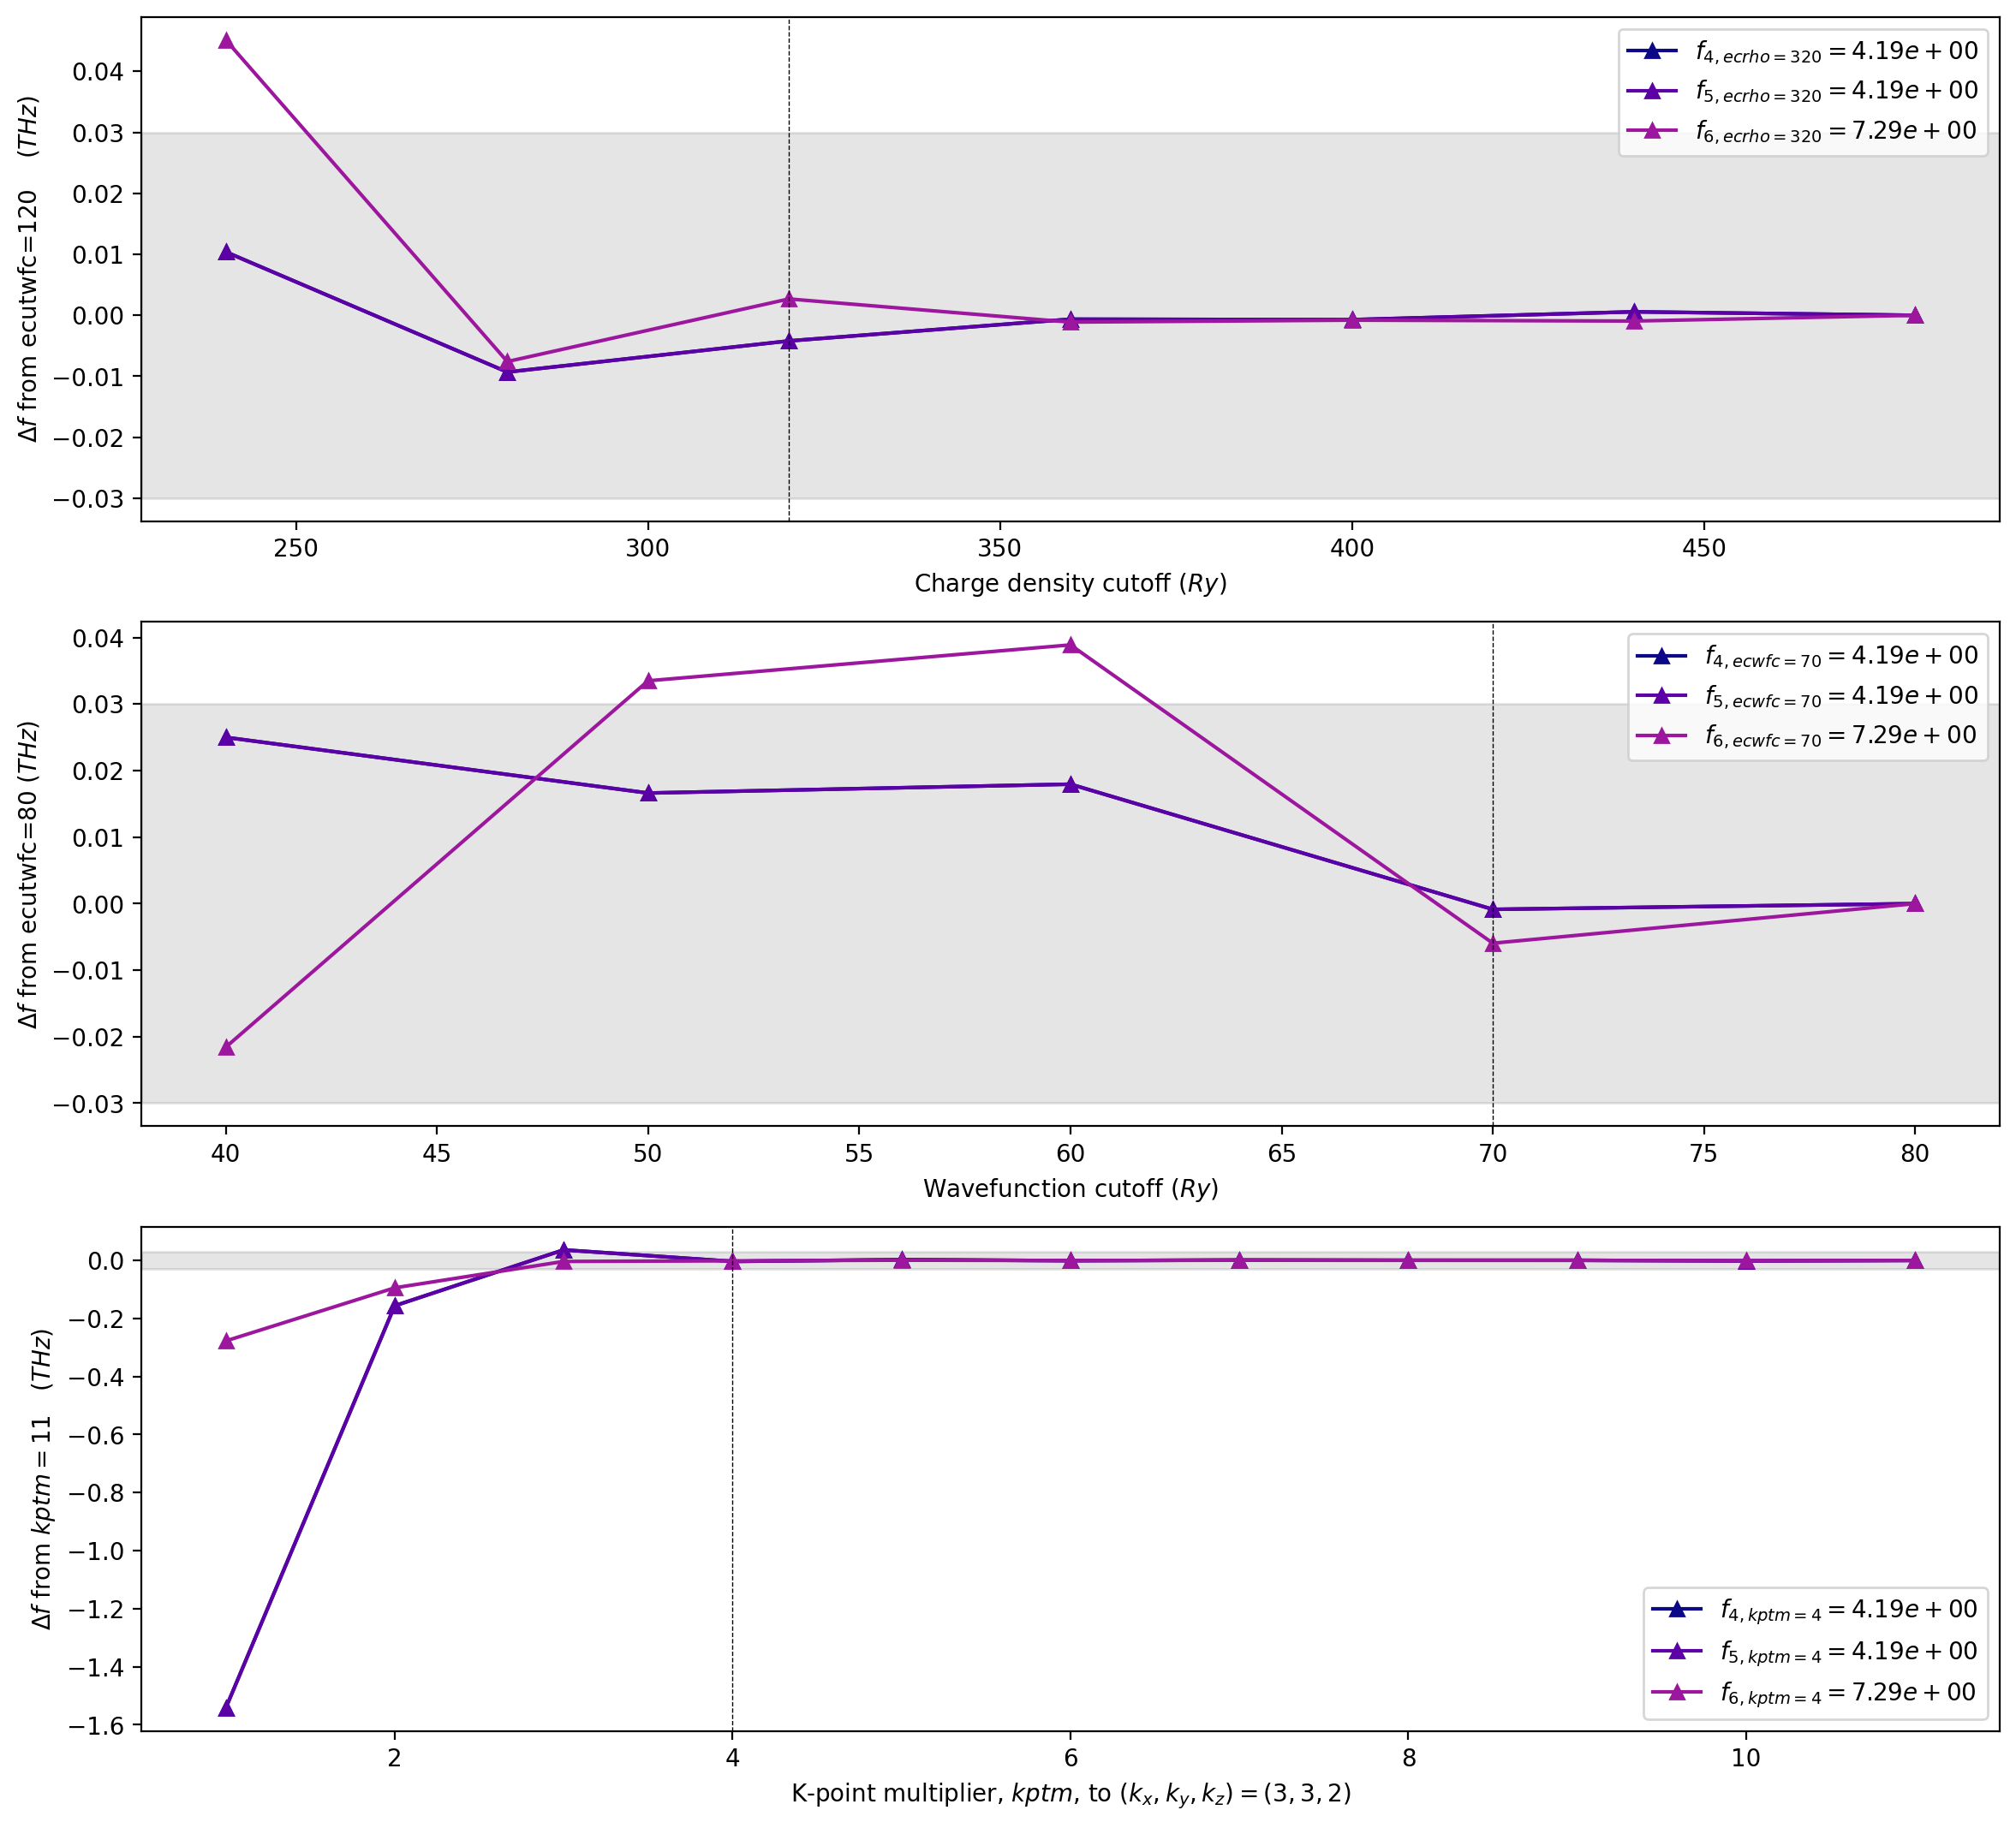 Δf from ecutwfc=120 (THz)
0.04
0.03
0.02
0.01
0.00
−0.01
−0.02
−0.03
f4,ecrho=320 = 4.19e + 00
f5,ecrho=320 = 4.19e + 00
f6,ecrho=320 = 7.29e + 00
250 300 350 400 450
Charge density cutoff (Ry)
Δf from ecutwfc=80 (THz)
0.04
0.03
0.02
0.01
0.00
−0.01
−0.02
−0.03
f4,ecwfc=70 = 4.19e + 00
f5,ecwfc=70 = 4.19e + 00
f6,ecwfc=70 = 7.29e + 00
40 45 50 55 60 65 70 75 80
Wavefunction cutoff (Ry)
Δf from kptm = 11 (THz)
0.0
−0.2
−0.4
−0.6
−0.8
−1.0
−1.2
−1.4
−1.6
f4,kptm=4 = 4.19e + 00
f5,kptm=4 = 4.19e + 00
f6,kptm=4 = 7.29e + 00
2 4 6 8 10
K-point multiplier, kptm, to (kx, ky, kz) = (3, 3, 2)